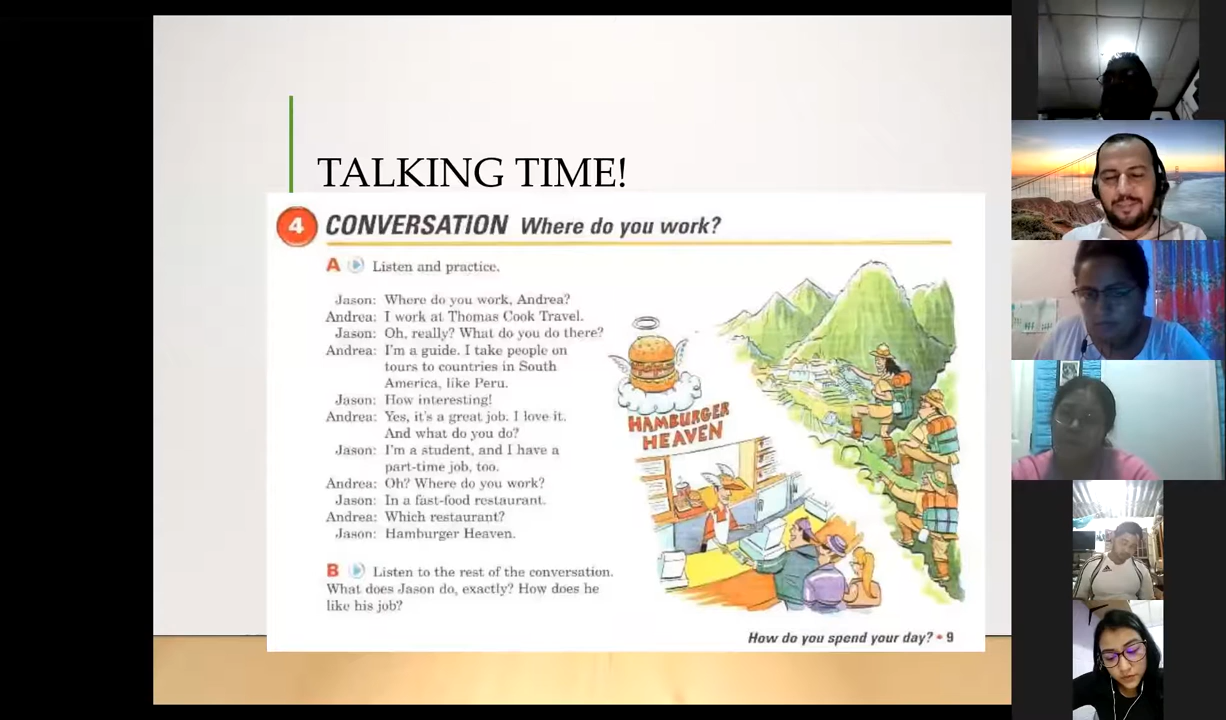 TALKING TIME!
4 CONVERSATION Where do you work?
A Listen and practice.
Jason: Where do you work, Andrea?
Andrea: I work at Thomas Cook Travel.
Jason: Oh, really? What do you do there?
Andrea: I'm a guide. I take people on
tours to countries in South
America, like Peru.
Jason: How interesting!
Andrea: Yes, it's a great job. I love it.
And what do you do?
Jason: I'm a student, and I have a
part-time job, too.
Andrea: Oh? Where do you work?
Jason: In a fast-food restaurant.
Andrea: Which restaurant?
Jason: Hamburger Heaven.
HAMBURGER
HEAVEN
B Listen to the rest of the conversation.
What does Jason do, exactly? How does he
like his job?
How do you spend your day? • 9